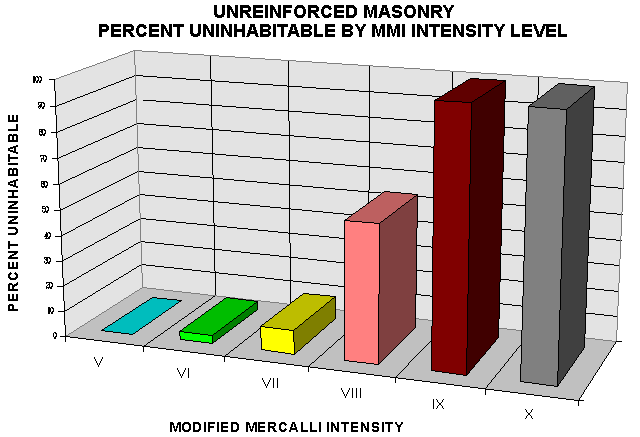 UNREINFORCED MASONRY
PERCENT UNINHABITABLE BY MMI INTENSITY LEVEL
PERCENT UNINHABITABLE
100
90
80
70
60
50
40
30
20
10
0
V
VI
VII
VIII
IX
X
MODIFIED MERCALLI INTENSITY